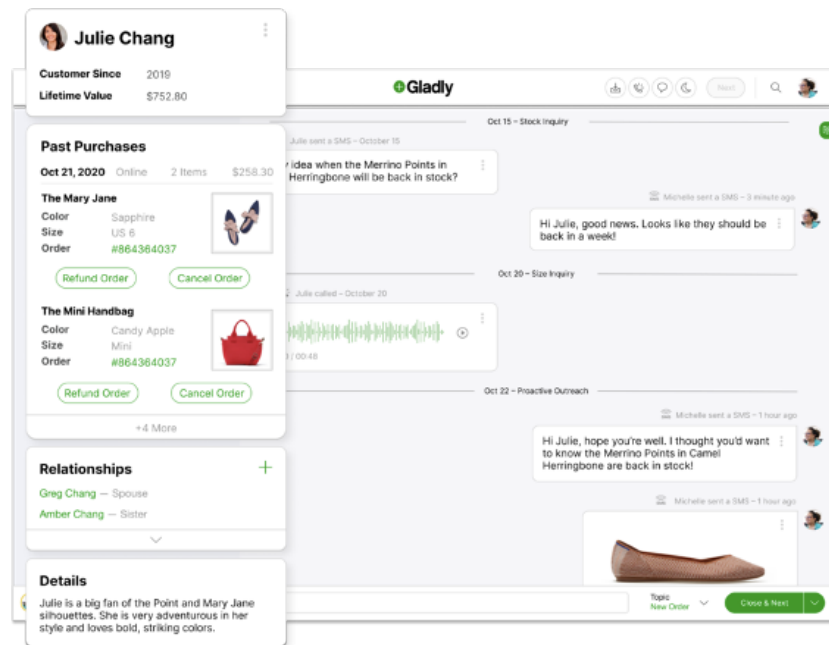 Julie Chang
Customer Since 2019
Lifetime Value $752.80
Past Purchases
Oct 21, 2020 Online 2 Items $258.30
The Mary Jane
Color Sapphire
Size US 6
Order #864364037
Refund Order Cancel Order
The Mini Handbag
Color Candy Apple
Size Mini
Order #864364037
Refund Order Cancel Order
+4 More
Relationships
Greg Chang — Spouse
Amber Chang — Sister
Details
Julie is a big fan of the Point and Mary Jane
silhouettes. She is very adventurous in her
style and loves bold, striking colors.
Gladly
Next
Oct 15 – Stock Inquiry
Julie sent a SMS – October 15
idea when the Merrino Points in
Herringbone will be back in stock?
Michelle sent a SMS – 3 minute ago
Hi Julie, good news. Looks like they should be
back in a week!
Oct 20 – Size Inquiry
Julie called – October 20
/ 00:48
Oct 22 – Proactive Outreach
Michelle sent a SMS – 1 hour ago
Hi Julie, hope you're well. I thought you'd want
to know the Merrino Points in Camel
Herringbone are back in stock!
Michelle sent a SMS – 1 hour ago
Topic
New Order
Close & Next